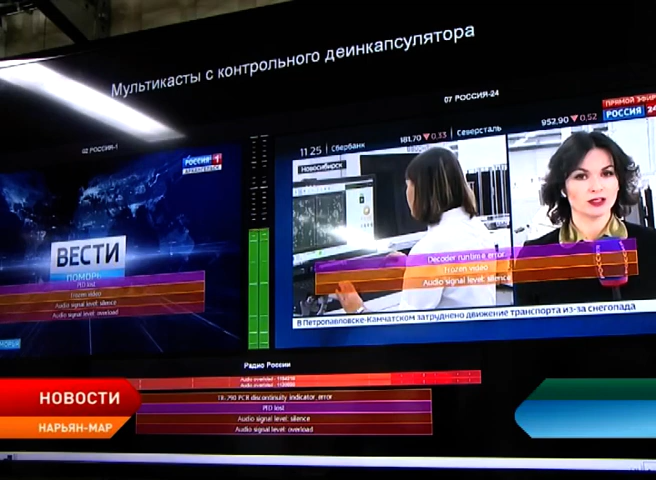 Мультикасты с контрольного деинкапсулятора
02 РОССИЯ-1
07 РОССИЯ-24
РОССИЯ 1
АРХАНГЕЛЬСК
ВЕСТИ
ПОМОРЬ
PID lost
Frozen video
Audio signal level: silence
Audio signal level: overload
11 25 Сбербанк 181.70 ▼ 0,33 Северсталь 952.90 ▼ 0,52
ПРЯМОЙ ЭФИР
РОССИЯ 24
Новосибирск
Decoder runtime error
Frozen video
Audio signal level: silence
В Петропавловске-Камчатском затруднено движение транспорта из-за снегопада
Радио России
18.790 PCR discontinuity indicator_error
PID lost
Audio signal level: silence
Audio signal level: overload
НОВОСТИ
НАРЬЯН-МАР